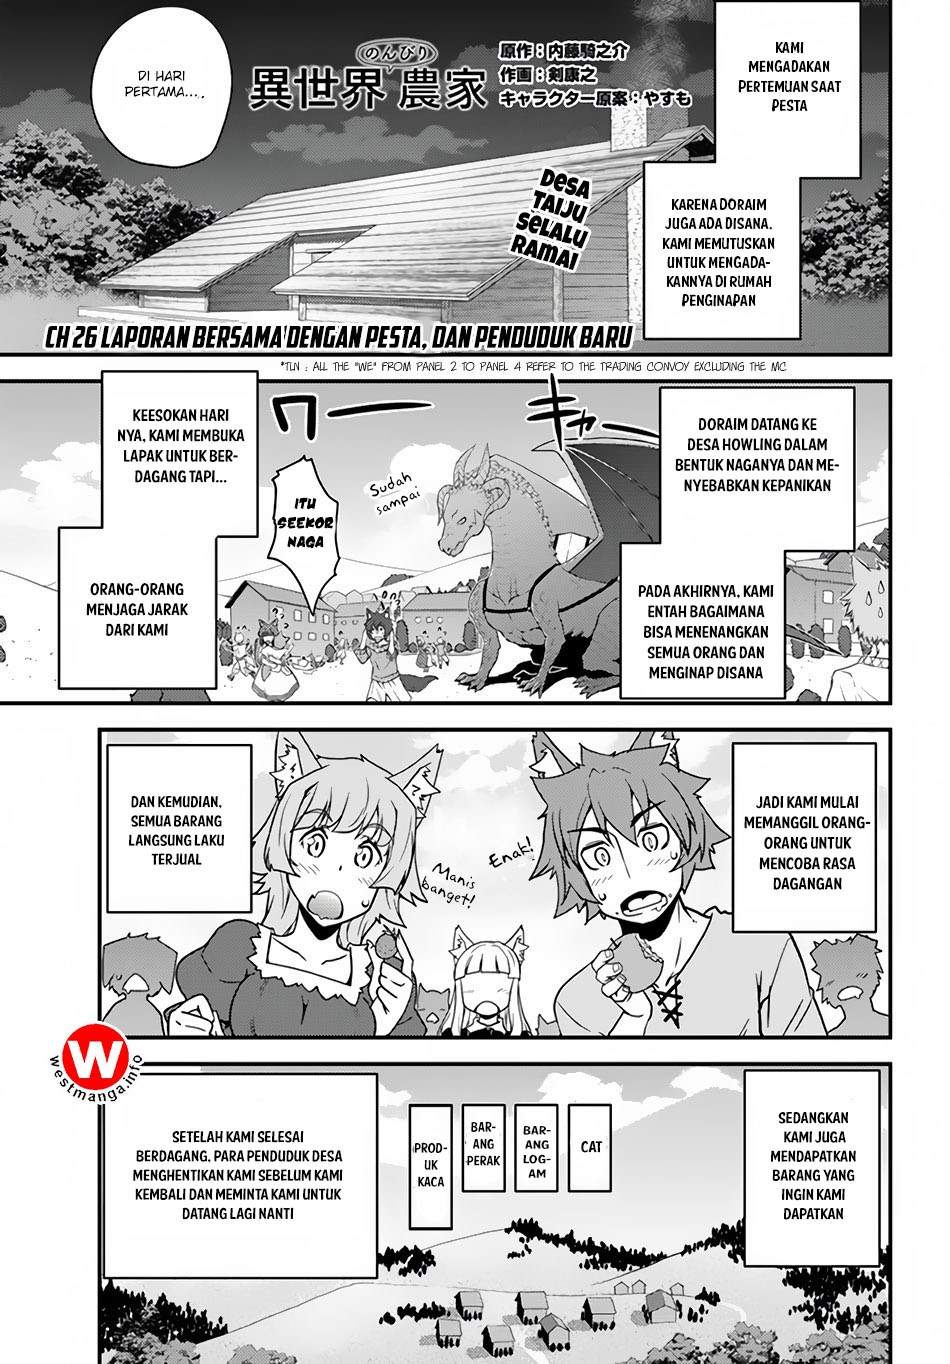 KAMI
MENGADAKAN
PERTEMUAN SAAT
PESTA
原作：内藤騎之介
作画：剣康之
キャラクター原案：やすも
のんびり
異世界農家
DI HARI
PERTAMA....
KARENA DORAIM
JUGA ADA DISANA,
KAMI MEMUTUSKAN
UNTUK MENGADA-
KANNYA DI RUMAH
PENGINAPAN
DESA
TAIJU
SELALU
RAMAI
CH 26 LAPORAN BERSAMA DENGAN PESTA, DAN PENDUDUK BARU
*TLN : ALL THE "WE" FROM PANEL 2 TO PANEL 4 REFER TO THE TRADING CONVOY EXCLUDING THE MC
DORAIM DATANG KE
DESA HOWLING DALAM
BENTUK NAGANYA DAN ME-
NYEBABKAN KEPANIKAN
キャー
ワー
PADA AKHIRNYA, KAMI
ENTAH BAGAIMANA
BISA MENENANGKAN
SEMUA ORANG DAN
MENGINAP DISANA
Sudah
sampai
ITU
SEEKOR
NAGA
KEESOKAN HARI
NYA, KAMI MEMBUKA
LAPAK UNTUK BER-
DAGANG TAPI...
ORANG-ORANG
MENJAGA JARAK
DARI KAMI
JADI KAMI MULAI
MEMANGGIL ORANG-
ORANG UNTUK
MENCOBA RASA
DAGANGAN
Enak!
Manis
banget!
DAN KEMUDIAN,
SEMUA BARANG
LANGSUNG LAKU
TERJUAL
SEDANGKAN
KAMI JUGA
MENDAPATKAN
BARANG YANG
INGIN KAMI
DAPATKAN
CAT
BAR-
ANG
LOG-
AM
BAR-
ANG
PERAK
PROD-
UK
KACA
SETELAH KAMI SELESAI
BERDAGANG, PARA PENDUDUK DESA
MENGHENTIKAN KAMI SEBELUM KAMI
KEMBALI DAN MEMINTA KAMI UNTUK
DATANG LAGI NANTI
W
westmanga.info